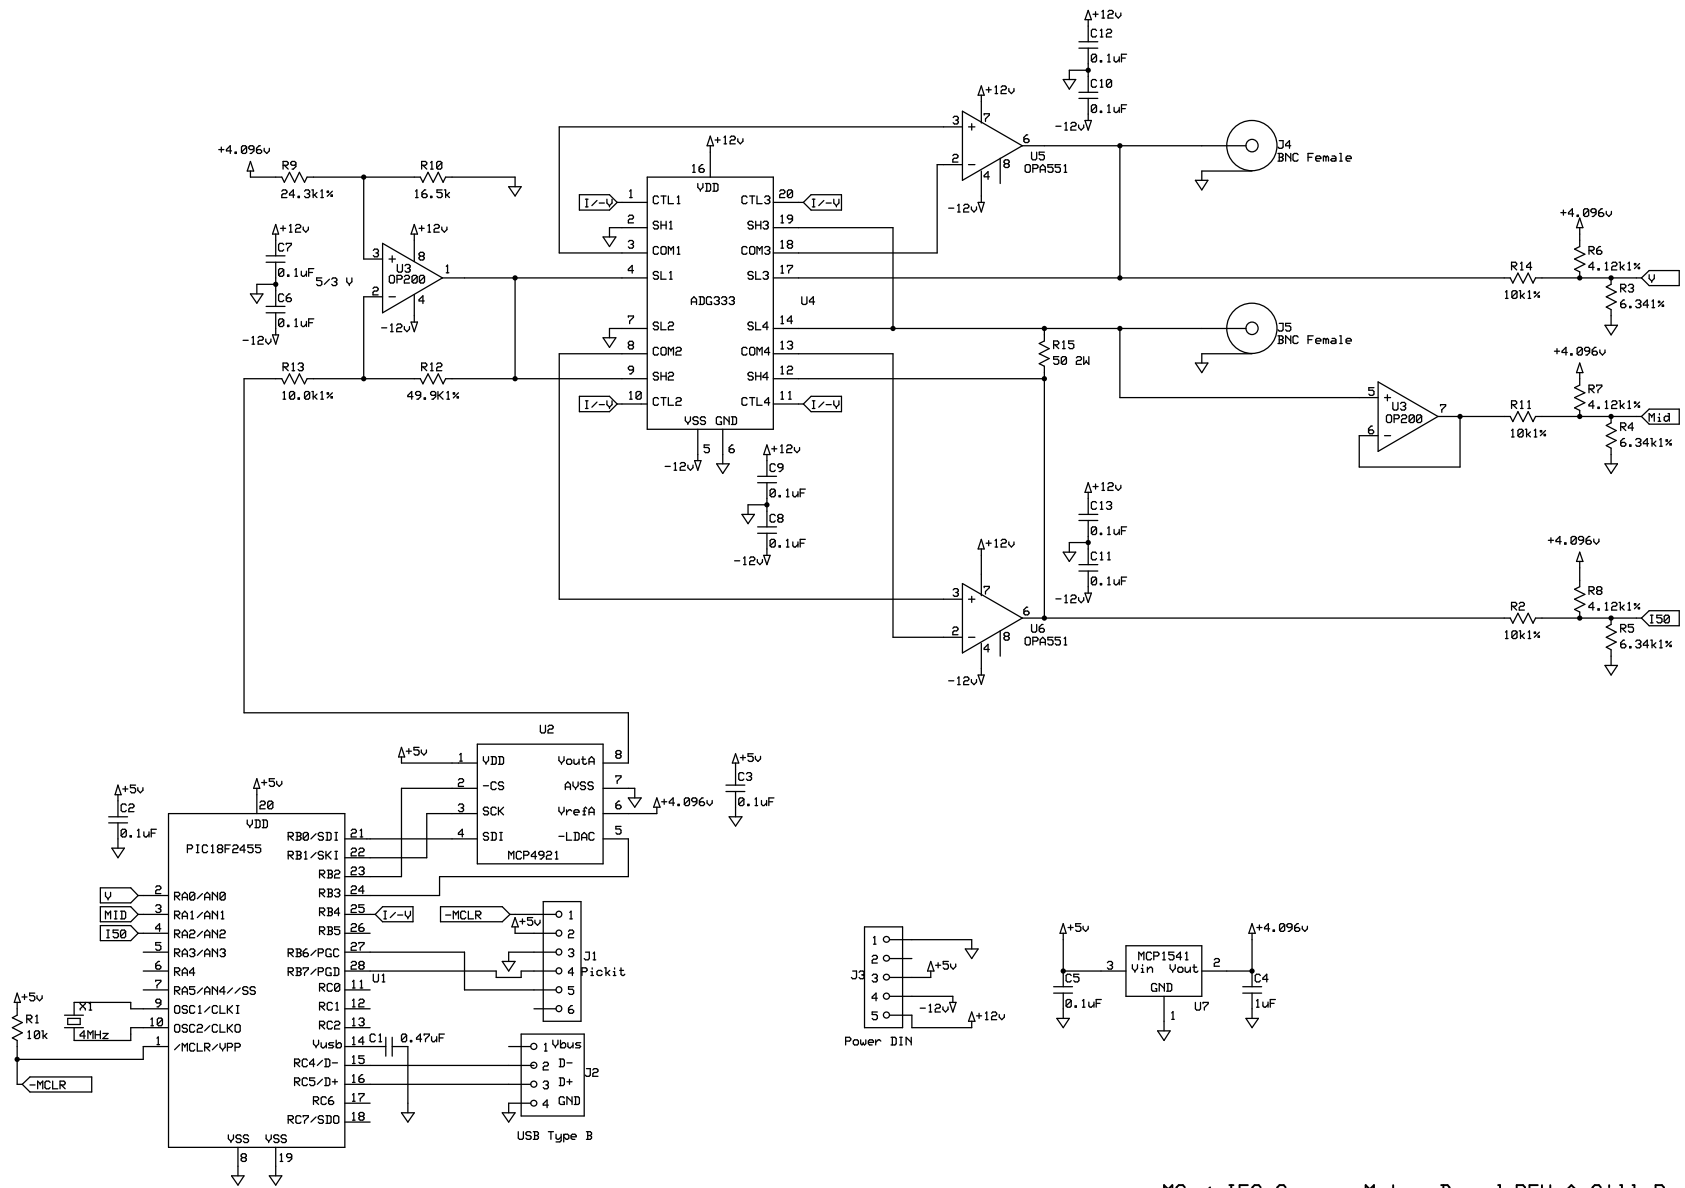 +12v
C12
0.1uF
C10
0.1uF
-12v
+12v
3
+
7
6
U5
OPA551
2
-
8
4
-12v
J4
BNC Female
+4.096v
R9
24.3k1%
R10
16.5k
+12v
C7
0.1uF
5/3 V
C6
0.1uF
-12v
+12v
3
+
8
U3
OP200
1
2
-
4
-12v
R13
10.0k1%
R12
49.9K1%
+12v
16
VDD
I/-V
1
CTL1
CTL3
20
I/-V
2
SH1
SH3
19
3
COM1
COM3
18
4
SL1
SL3
17
ADG333
U4
7
SL2
SL4
14
8
COM2
COM4
13
9
SH2
SH4
12
I/-V
10
CTL2
CTL4
11
I/-V
VSS
GND
5
6
-12v
+12v
C9
0.1uF
C8
0.1uF
-12v
J5
BNC Female
R15
50 2W
+4.096v
R6
4.12k1%
R14
10k1%
V
R3
6.341%
+4.096v
R7
4.12k1%
5
+
U3
OP200
7
6
-
R11
10k1%
Mid
R4
6.34k1%
+12v
C13
0.1uF
C11
0.1uF
-12v
+12v
3
+
7
6
U6
OPA551
2
-
8
4
-12v
+4.096v
R8
4.12k1%
R2
10k1%
I50
R5
6.34k1%
U2
+5v
1
VDD
VoutA
8
2
-CS
AVSS
7
3
SCK
VrefA
6
+4.096v
4
SDI
-LDAC
5
MCP4921
+5v
C3
0.1uF
+5v
C2
0.1uF
+5v
20
VDD
PIC18F2455
RB0/SDI
21
RB1/SKI
22
RB2
23
RB3
24
RB4
25
I/-V
RB5
26
RB6/PGC
27
RB7/PGD
28
U1
RC0
11
RC1
12
RC2
13
Vusb
14
RC4/D-
15
RC5/D+
16
RC6
17
RC7/SDO
18
V
2
RA0/AN0
MID
3
RA1/AN1
I50
4
RA2/AN2
5
RA3/AN3
6
RA4
7
RA5/AN4//SS
9
OSC1/CLKI
10
OSC2/CLKO
1
/MCLR/VPP
X1
4MHz
+5v
R1
10k
-MCLR
VSS
VSS
8
19
C1
0.47uF
-MCLR
+5v
1
2
3
4
5
6
J1
Pickit
1
Vbus
2
D-
3
D+
4
GND
J2
USB Type B
1
2
3
4
5
J3
+5v
-12v
+12v
Power DIN
+5v
C5
0.1uF
3
MCP1541
Vin
Vout
GND
2
1
U7
+4.096v
C4
1uF